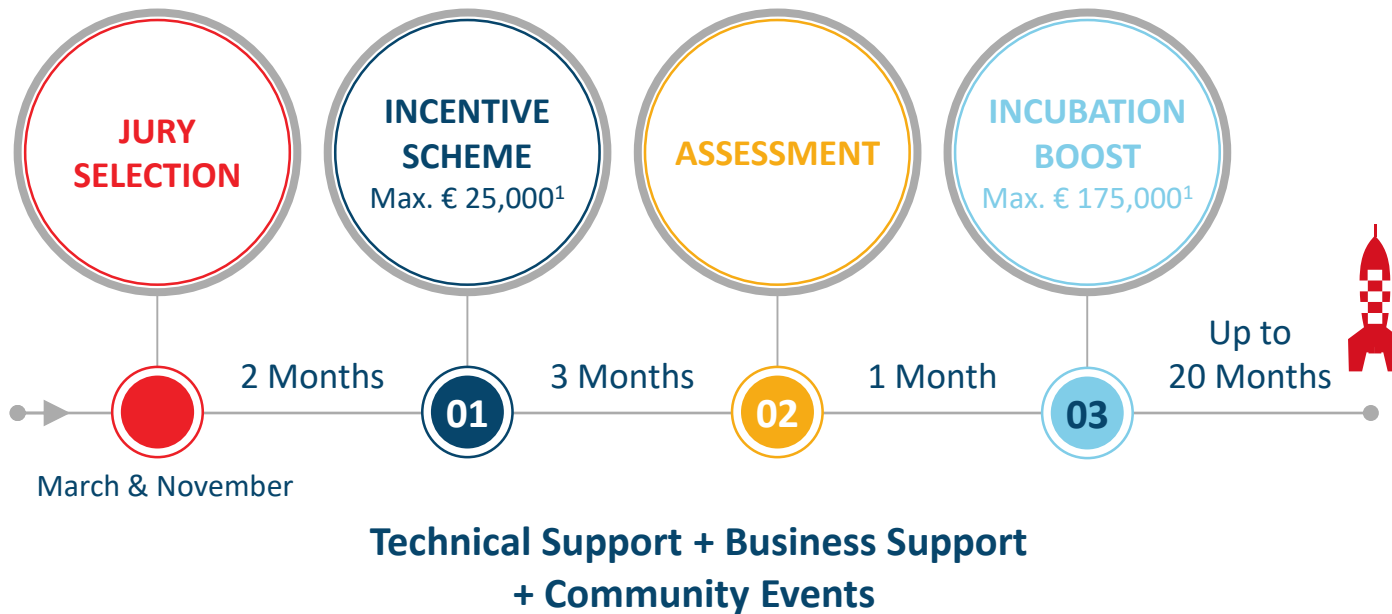 JURY
SELECTION
INCENTIVE
SCHEME
Max. € 25,000¹
ASSESSMENT
INCUBATION
BOOST
Max. € 175,000¹
2 Months
3 Months
1 Month
Up to
20 Months
01
02
03
March & November
Technical Support + Business Support
+ Community Events